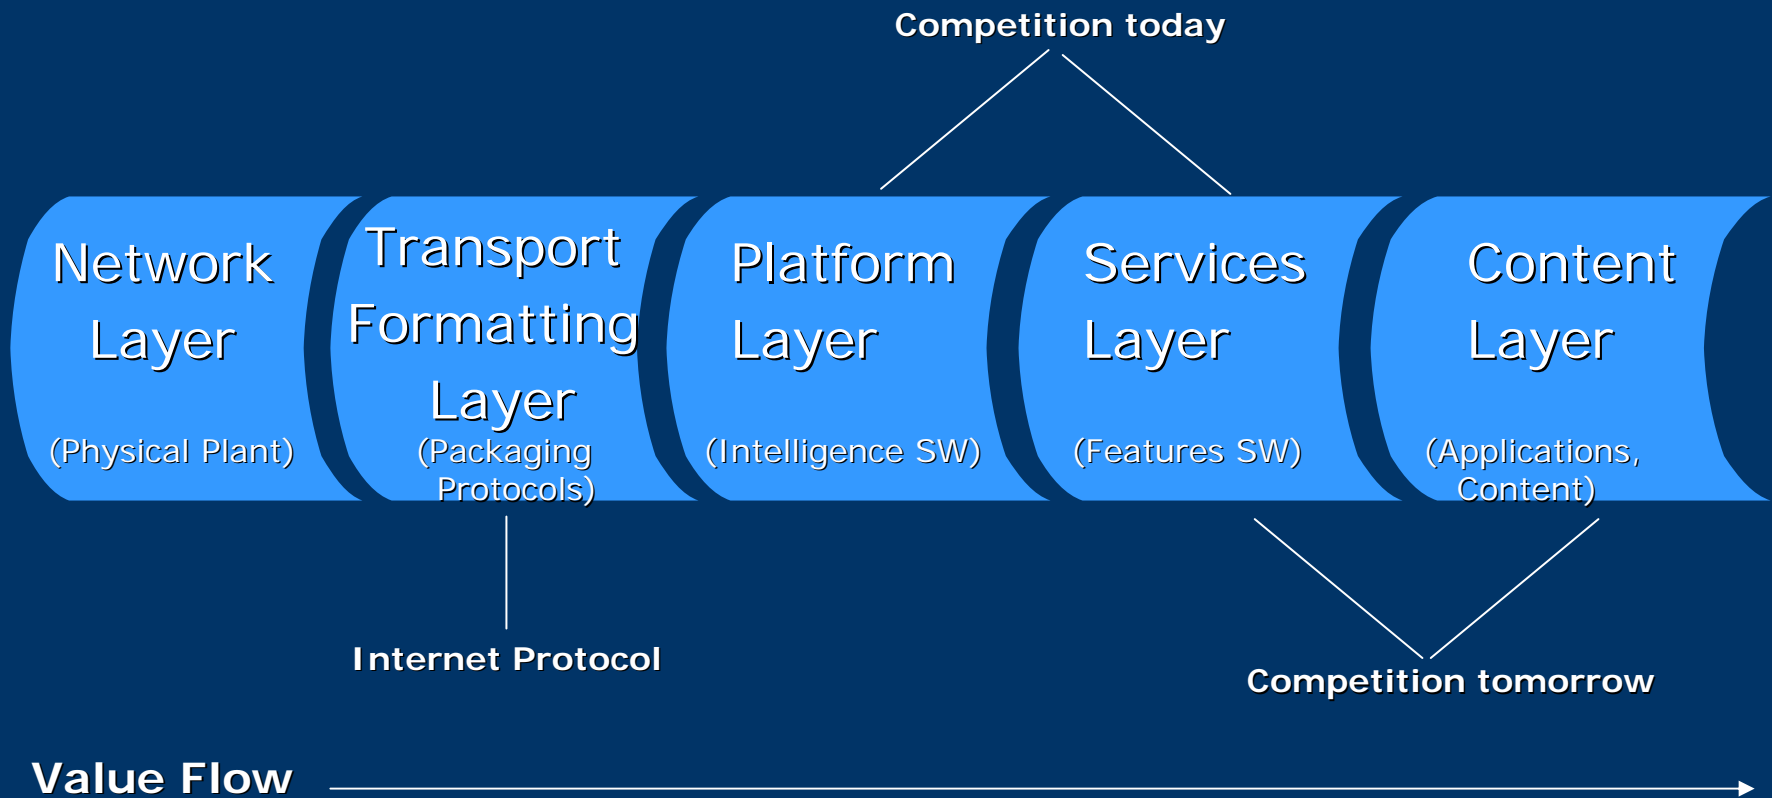 Competition today
Network
Layer
(Physical Plant)
Transport
Formatting
Layer
(Packaging
Protocols)
Platform
Layer
(Intelligence SW)
Services
Layer
(Features SW)
Content
Layer
(Applications,
Content)
Internet Protocol
Competition tomorrow
Value Flow